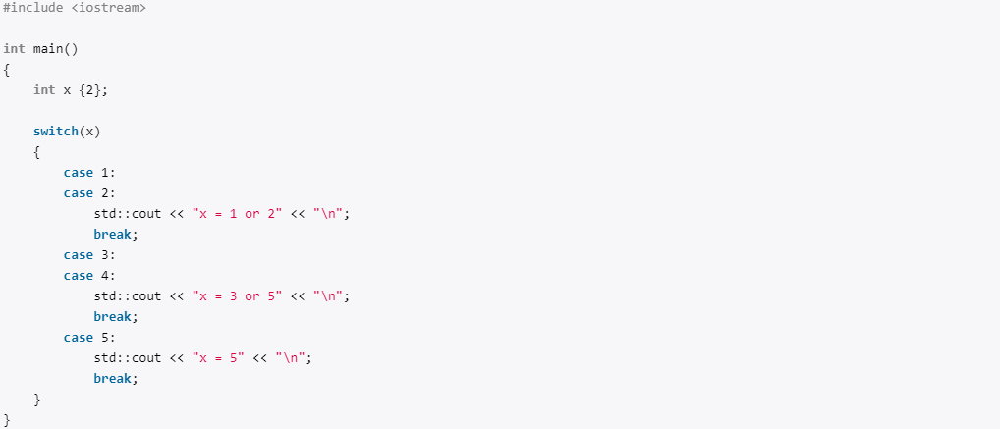 #include <iostream>
int main()
{
int x {2};
switch(x)
{
case 1:
case 2:
std::cout << "x = 1 or 2" << "\n";
break;
case 3:
case 4:
std::cout << "x = 3 or 5" << "\n";
break;
case 5:
std::cout << "x = 5" << "\n";
break;
}
}